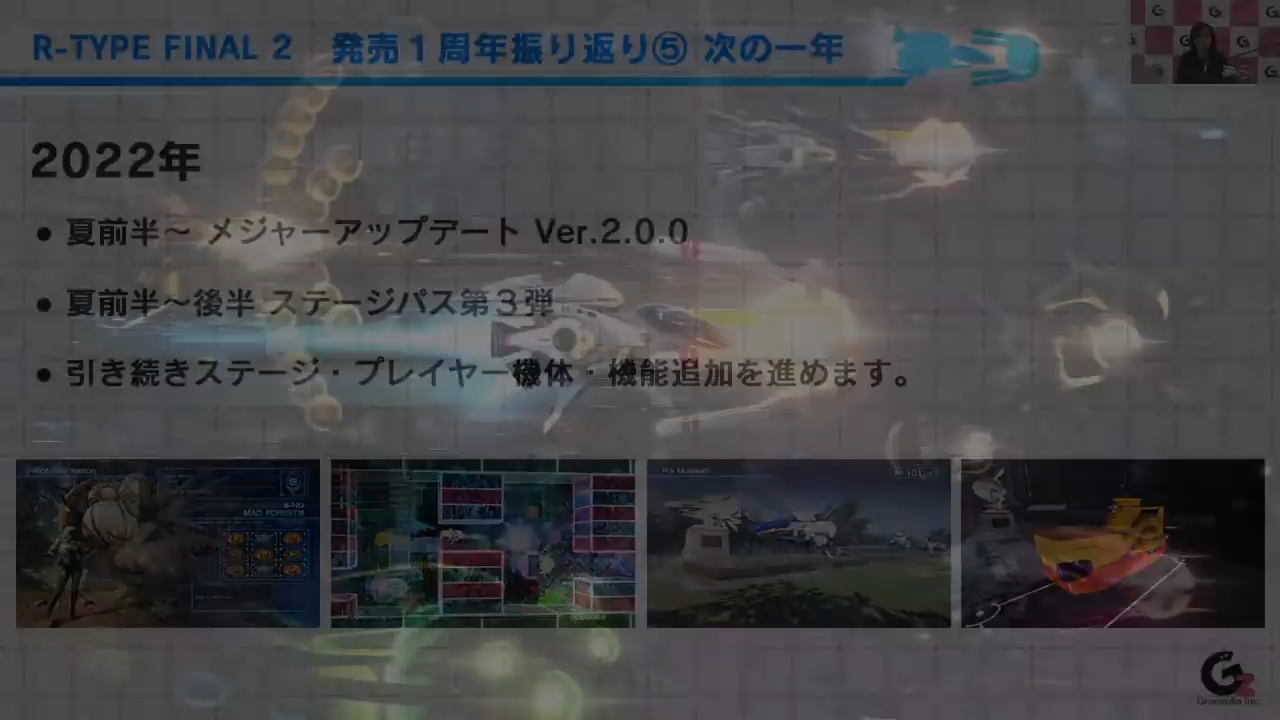 R-TYPE FINAL 2 発売１周年振り返り⑤ 次の一年
2022年
● 夏前半～ メジャーアップデート Ver.2.0.0
● 夏前半～後半 ステージパス第３弾
● 引き続きステージ・プレイヤー機体・機能追加を進めます。
R's Museum
Granzella Inc.